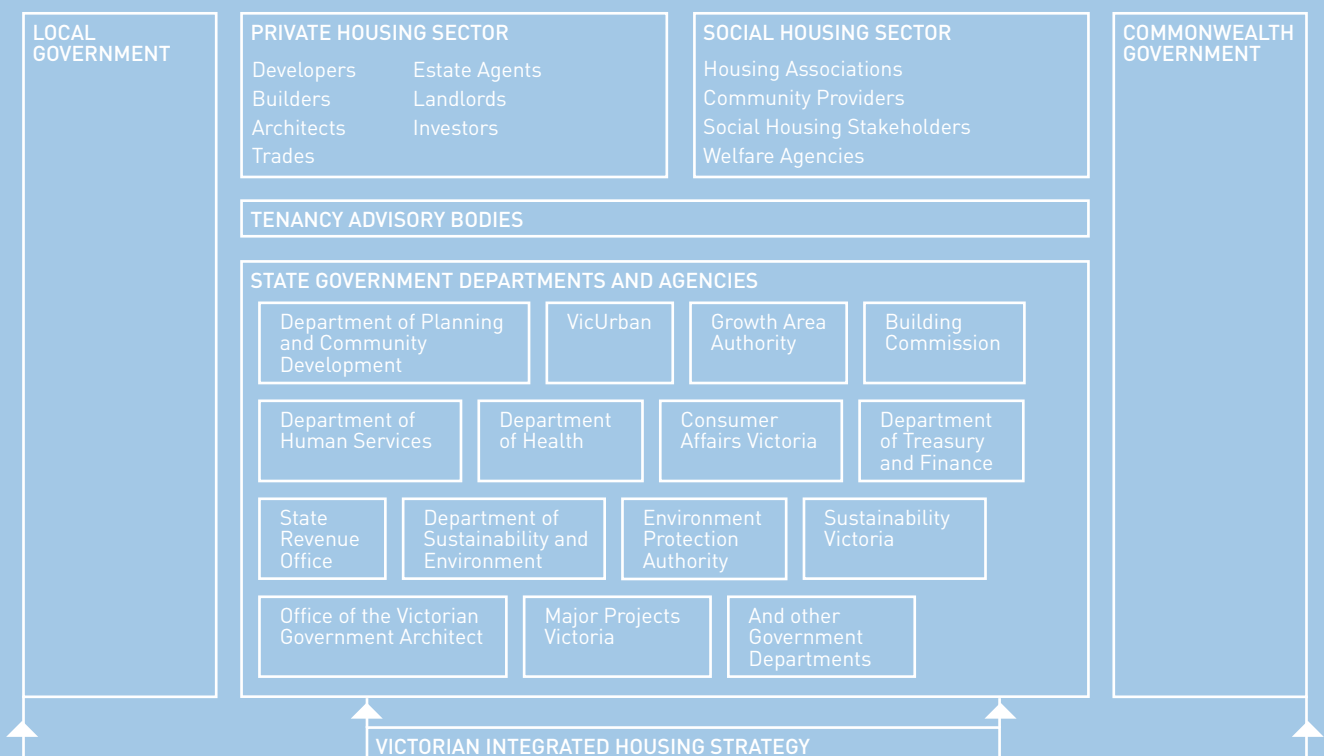 LOCAL
GOVERNMENT
PRIVATE HOUSING SECTOR
Developers
Builders
Architects
Trades
Estate Agents
Landlords
Investors
SOCIAL HOUSING SECTOR
Housing Associations
Community Providers
Social Housing Stakeholders
Welfare Agencies
COMMONWEALTH
GOVERNMENT
TENANCY ADVISORY BODIES
STATE GOVERNMENT DEPARTMENTS AND AGENCIES
Department of Planning
and Community
Development
VicUrban
Growth Area
Authority
Building
Commission
Department of
Human Services
Department
of Health
Consumer
Affairs Victoria
Department
of Treasury
and Finance
State
Revenue
Office
Department of
Sustainability and
Environment
Environment
Protection
Authority
Sustainability
Victoria
Office of the Victorian
Government Architect
Major Projects
Victoria
And other
Government
Departments
VICTORIAN INTEGRATED HOUSING STRATEGY